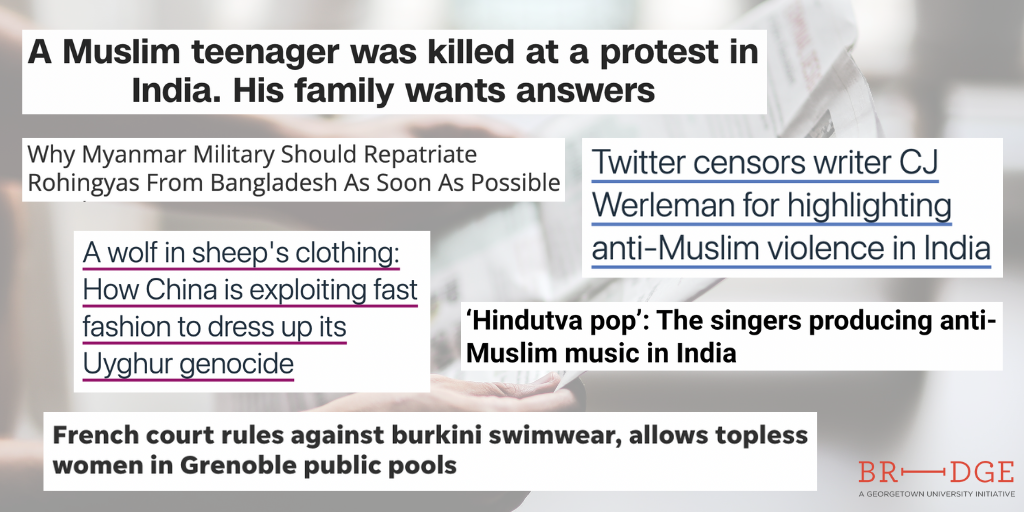 A Muslim teenager was killed at a protest in
India. His family wants answers
Why Myanmar Military Should Repatriate
Rohingyas From Bangladesh As Soon As Possible
Twitter censors writer CJ
Werleman for highlighting
anti-Muslim violence in India
A wolf in sheep's clothing:
How China is exploiting fast
fashion to dress up its
Uyghur genocide
‘Hindutva pop’: The singers producing anti-
Muslim music in India
French court rules against burkini swimwear, allows topless
women in Grenoble public pools
BRIDGE
A GEORGETOWN UNIVERSITY INITIATIVE